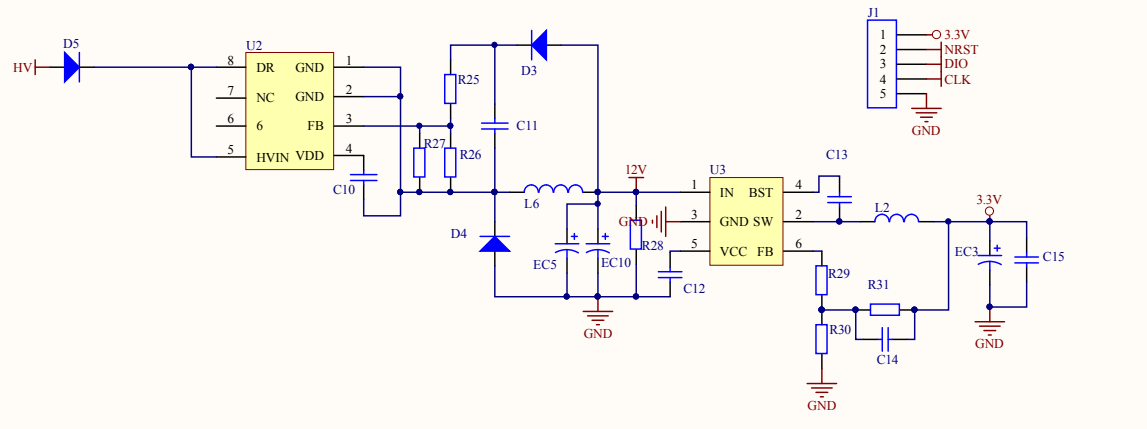 J1
1 3.3V
2 NRST
3 DIO
4 CLK
5
GND
D5
HV
U2
8 DR GND 1
7 NC GND 2
6 6 FB 3
5 HVIN VDD 4
C10
R25
R27
R26
D3
C11
L6
D4
EC5
EC10
GND
12V
GND
R28
C12
U3
1 IN BST 4
3 GND SW 2
5 VCC FB 6
C13
L2
R29
R30
GND
R31
C14
3.3V
EC3
C15
GND